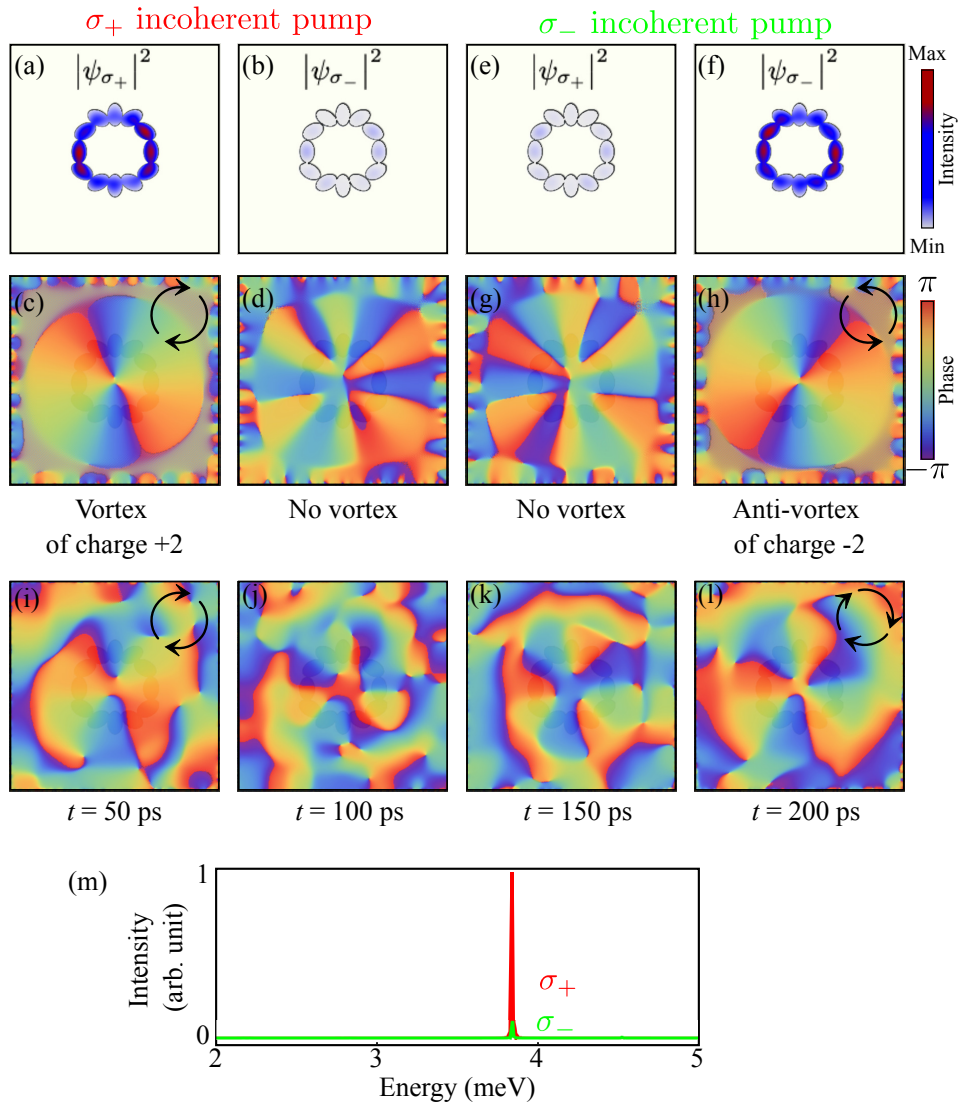 σ₊ incoherent pump
σ₋ incoherent pump
(a) |ψσ₊|²
(b) |ψσ₋|²
(e) |ψσ₊|²
(f) |ψσ₋|²
Max
Intensity
Min
(c)
(d)
(g)
(h)
π
Phase
−π
Vortex
of charge +2
No vortex
No vortex
Anti-vortex
of charge -2
(i)
(j)
(k)
(l)
t = 50 ps
t = 100 ps
t = 150 ps
t = 200 ps
(m)
1
Intensity
(arb. unit)
0
σ₊
σ₋
2 3 4 5
Energy (meV)